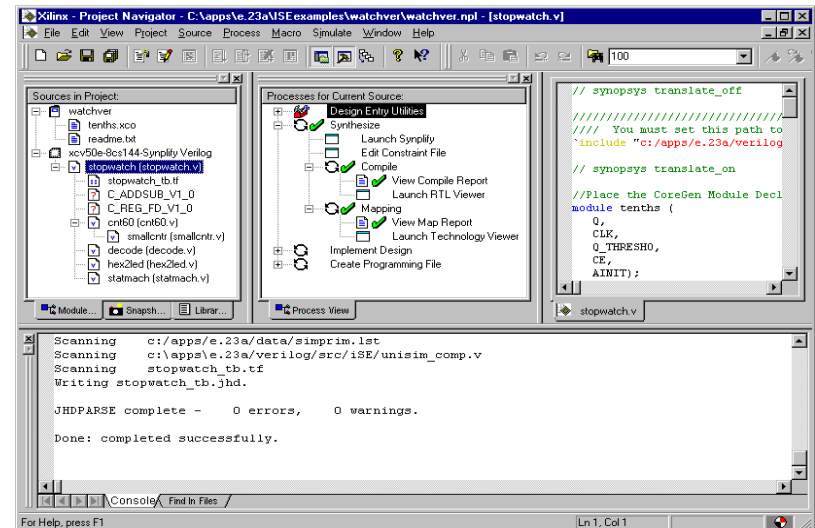 Xilinx - Project Navigator - C:\apps\e.23a\ISEexamples\watchver\watchver.npl - [stopwatch.v]
File Edit View Project Source Process Macro Simulate Window Help
100
Sources in Project:
watchver
tenths.xco
readme.txt
xcv50e-8cs144-Synplify Verilog
stopwatch (stopwatch.v)
stopwatch_tb.tf
C_ADDSUB_V1_0
C_REG_FD_V1_0
cnt60 (cnt60.v)
smallcntr (smallcntr.v)
decode (decode.v)
hex2led (hex2led.v)
statmach (statmach.v)
Module... Snapsh... Librar...
Processes for Current Source:
Design Entry Utilities
Synthesize
Launch Synplify
Edit Constraint File
Compile
View Compile Report
Launch RTL Viewer
Mapping
View Map Report
Launch Technology Viewer
Implement Design
Create Programming File
Process View
// synopsys translate_off
//////////////////////////////
//// You must set this path to
`include "c:/apps/e.23a/verilog
// synopsys translate_on
//Place the CoreGen Module Decl
module tenths (
Q,
CLK,
Q_THRESH0,
CE,
AINIT);
stopwatch.v
Scanning c:/apps/e.23a/data/simprim.lst
Scanning c:\apps\e.23a/verilog/src/iSE/unisim_comp.v
Scanning stopwatch_tb.tf
Writing stopwatch_tb.jhd.
JHDPARSE complete - 0 errors, 0 warnings.
Done: completed successfully.
Console Find in Files
For Help, press F1 Ln 1, Col 1